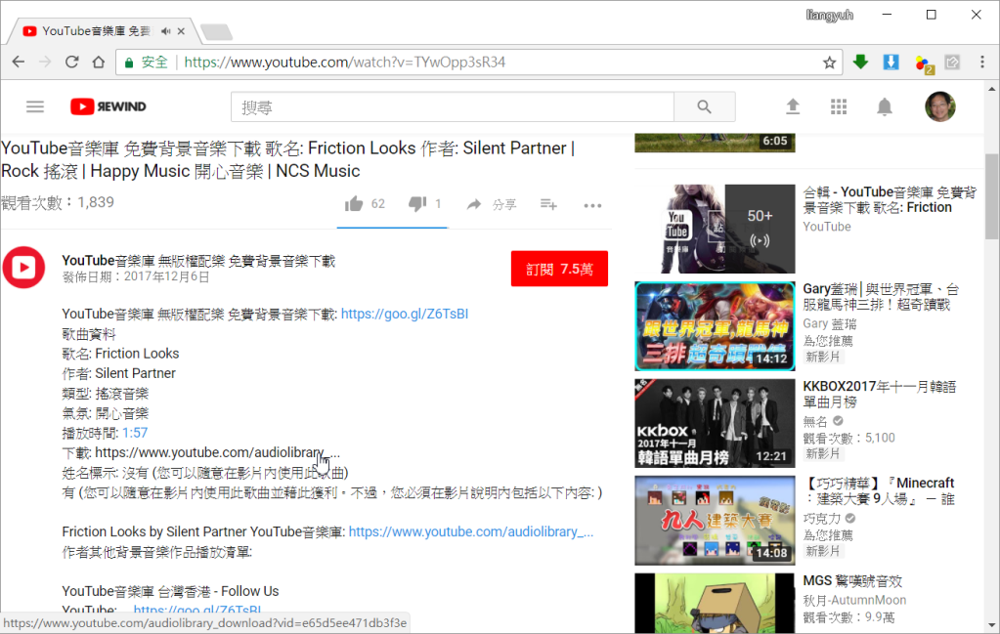 liangyuh
YouTube音樂庫 免費
安全
https://www.youtube.com/watch?v=TYwOpp3sR34
2
REWIND
搜尋
YouTube音樂庫 免費背景音樂下載 歌名: Friction Looks 作者: Silent Partner |
Rock 搖滾 | Happy Music 開心音樂 | NCS Music
觀看次數：1,839
62
1
分享
YouTube音樂庫 無版權配樂 免費背景音樂下載
發佈日期：2017年12月6日
訂閱 7.5萬
YouTube音樂庫 無版權配樂 免費背景音樂下載: https://goo.gl/Z6TsBI
歌曲資料
歌名: Friction Looks
作者: Silent Partner
類型: 搖滾音樂
氣氛: 開心音樂
播放時間: 1:57
下載: https://www.youtube.com/audiolibrary_...
姓名標示: 沒有 (您可以隨意在影片內使用此歌曲)
有 (您可以隨意在影片內使用此歌曲並藉此獲利。不過，您必須在影片說明內包括以下內容: )
Friction Looks by Silent Partner YouTube音樂庫: https://www.youtube.com/audiolibrary_...
作者其他背景音樂作品播放清單:
YouTube音樂庫 台灣香港 - Follow Us
YouTube: https://goo.gl/Z6TsBI
https://www.youtube.com/audiolibrary_download?vid=e65d5ee471db3f3e
6:05
You
Tube
50+
合輯 - YouTube音樂庫 免費背
景音樂下載 歌名: Friction
YouTube
跟世界冠軍,龍馬神
三排超奇蹟戰
14:12
Gary蓋瑞│與世界冠軍、台
服龍馬神三排！超奇蹟戰
Gary 蓋瑞
為您推薦
新影片
KKBOX
2017年十一月
韓語單曲月榜
12:21
KKBOX2017年十一月韓語
單曲月榜
無名
觀看次數：5,100
新影片
九人建築大賽
14:08
【巧巧精華】『Minecraft
：建築大賽 9人場』 － 誰
巧克力
為您推薦
新影片
MGS 驚嘆號音效
秋月-AutumnMoon
觀看次數：9.9萬